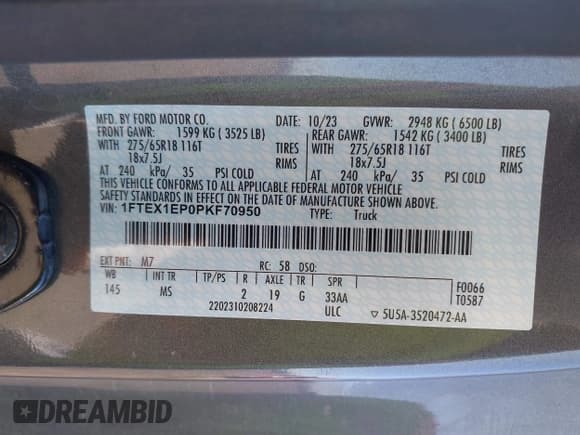 MFD. BY FORD MOTOR CO. DATE: 10/23 GVWR: 2948 KG ( 6500 LB)
FRONT GAWR: 1599 KG ( 3525 LB) REAR GAWR: 1542 KG ( 3400 LB)
WITH 275/65R18 116T TIRES WITH 275/65R18 116T TIRES
18x7.5J RIMS 18x7.5J RIMS
AT 240 kPa/ 35 PSI COLD AT 240 kPa/ 35 PSI COLD
THIS VEHICLE CONFORMS TO ALL APPLICABLE FEDERAL MOTOR VEHICLE
SAFETY STANDARDS IN EFFECT ON THE DATE OF MANUFACTURE SHOWN ABOVE.
VIN: 1FTEX1EP0PKF70950 TYPE: Truck
EXT PNT: M7 RC: 58 DSO: F0066
WB INT TR TP/PS R AXLE TR SPR T0587
145 MS 2 19 G 33AA
2202310208224 ULC 5U5A-3520472-AA
DREAMBID